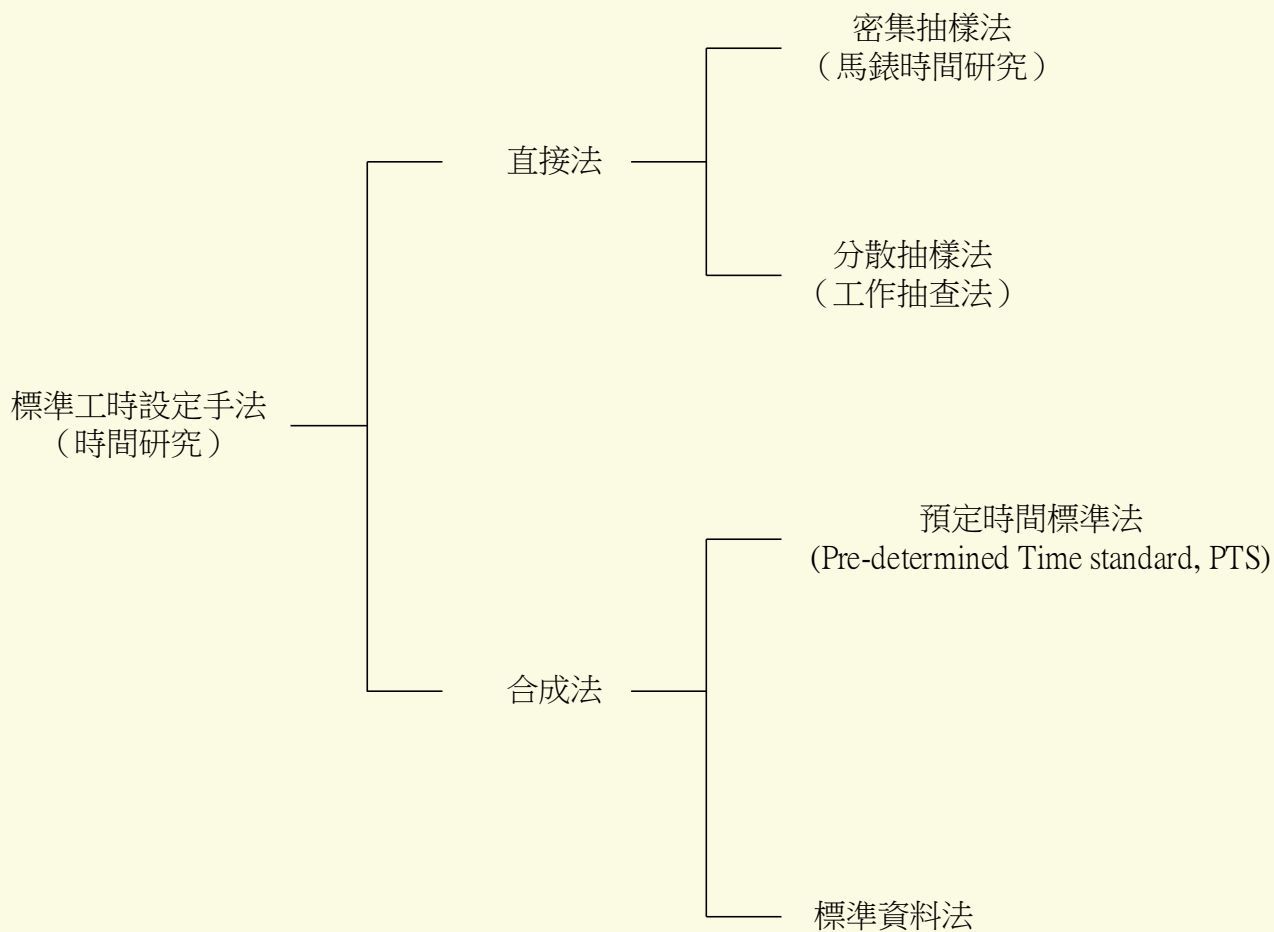 密集抽樣法
（馬錶時間研究）
直接法
分散抽樣法
（工作抽查法）
標準工時設定手法
（時間研究）
預定時間標準法
(Pre-determined Time standard, PTS)
合成法
標準資料法